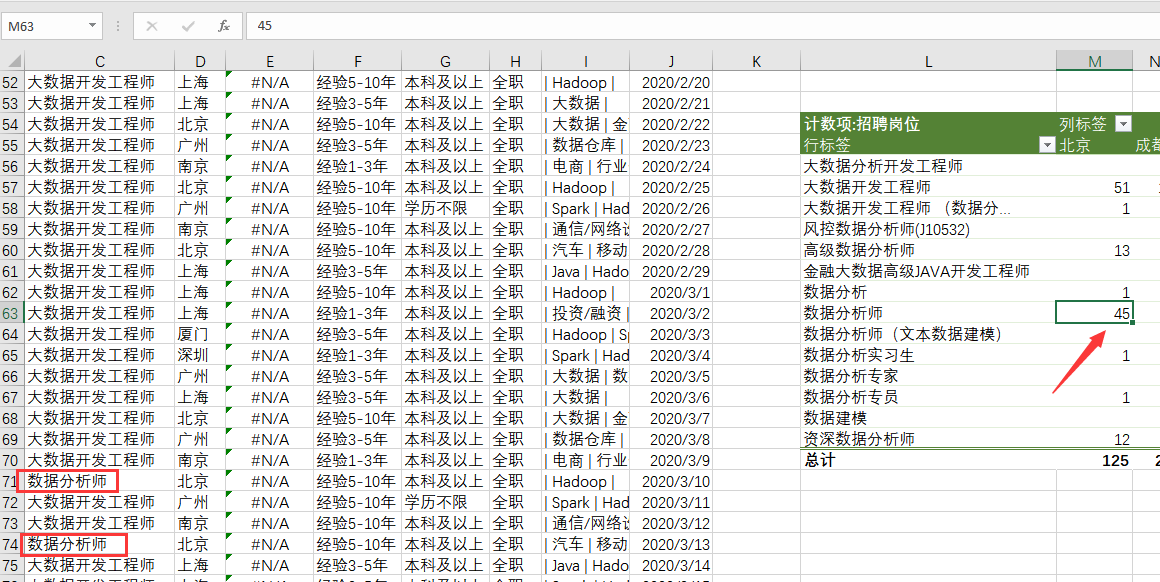 M63 fx 45
C D E F G H I J K L M N
52 大数据开发工程师 上海 #N/A 经验5-10年 本科及以上 全职 | Hadoop | 2020/2/20
53 大数据开发工程师 上海 #N/A 经验3-5年 本科及以上 全职 | 大数据 | 2020/2/21
54 大数据开发工程师 北京 #N/A 经验5-10年 本科及以上 全职 | 大数据 | 金 2020/2/22 计数项:招聘岗位 列标签
55 大数据开发工程师 广州 #N/A 经验3-5年 本科及以上 全职 | 数据仓库 | 2020/2/23 行标签 北京 成都
56 大数据开发工程师 南京 #N/A 经验1-3年 本科及以上 全职 | 电商 | 行业 2020/2/24 大数据分析开发工程师
57 大数据开发工程师 北京 #N/A 经验5-10年 本科及以上 全职 | Hadoop | 2020/2/25 大数据开发工程师 51
58 大数据开发工程师 广州 #N/A 经验5-10年 学历不限 全职 | Spark | Had 2020/2/26 大数据开发工程师 （数据分... 1
59 大数据开发工程师 南京 #N/A 经验5-10年 本科及以上 全职 | 通信/网络 2020/2/27 风控数据分析师(J10532)
60 大数据开发工程师 北京 #N/A 经验5-10年 本科及以上 全职 | 汽车 | 移动 2020/2/28 高级数据分析师 13
61 大数据开发工程师 上海 #N/A 经验3-5年 本科及以上 全职 | Java | Hado 2020/2/29 金融大数据高级JAVA开发工程师
62 大数据开发工程师 上海 #N/A 经验5-10年 本科及以上 全职 | Hadoop | 2020/3/1 数据分析 1
63 大数据开发工程师 上海 #N/A 经验1-3年 本科及以上 全职 | 投资/融资 | 2020/3/2 数据分析师 45
64 大数据开发工程师 厦门 #N/A 经验3-5年 本科及以上 全职 | Hadoop | Sp 2020/3/3 数据分析师（文本数据建模）
65 大数据开发工程师 深圳 #N/A 经验1-3年 本科及以上 全职 | Spark | Had 2020/3/4 数据分析实习生 1
66 大数据开发工程师 广州 #N/A 经验3-5年 本科及以上 全职 | 大数据 | 数 2020/3/5 数据分析专家
67 大数据开发工程师 上海 #N/A 经验3-5年 本科及以上 全职 | 大数据 | 2020/3/6 数据分析专员 1
68 大数据开发工程师 北京 #N/A 经验5-10年 本科及以上 全职 | 大数据 | 金 2020/3/7 数据建模
69 大数据开发工程师 广州 #N/A 经验3-5年 本科及以上 全职 | 数据仓库 | 2020/3/8 资深数据分析师 12
70 大数据开发工程师 南京 #N/A 经验1-3年 本科及以上 全职 | 电商 | 行业 2020/3/9 总计 125 2
71 数据分析师 北京 #N/A 经验5-10年 本科及以上 全职 | Hadoop | 2020/3/10
72 大数据开发工程师 广州 #N/A 经验5-10年 学历不限 全职 | Spark | Had 2020/3/11
73 大数据开发工程师 南京 #N/A 经验5-10年 本科及以上 全职 | 通信/网络 2020/3/12
74 数据分析师 北京 #N/A 经验5-10年 本科及以上 全职 | 汽车 | 移动 2020/3/13
75 大数据开发工程师 上海 #N/A 经验3-5年 本科及以上 全职 | Java | Hado 2020/3/14